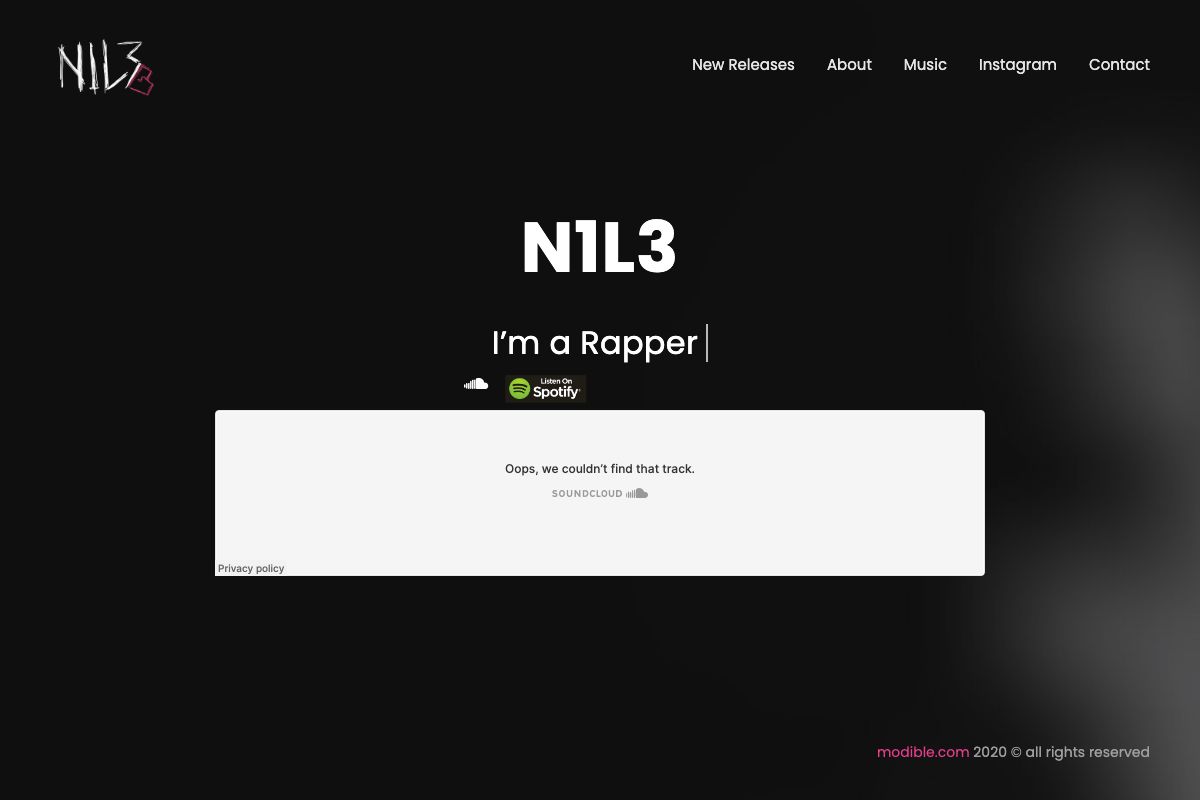 N1L3
New Releases About Music Instagram Contact
N1L3
I'm a Rapper
Listen On
Spotify
Oops, we couldn't find that track.
SOUNDCLOUD
Privacy policy
modible.com 2020 © all rights reserved